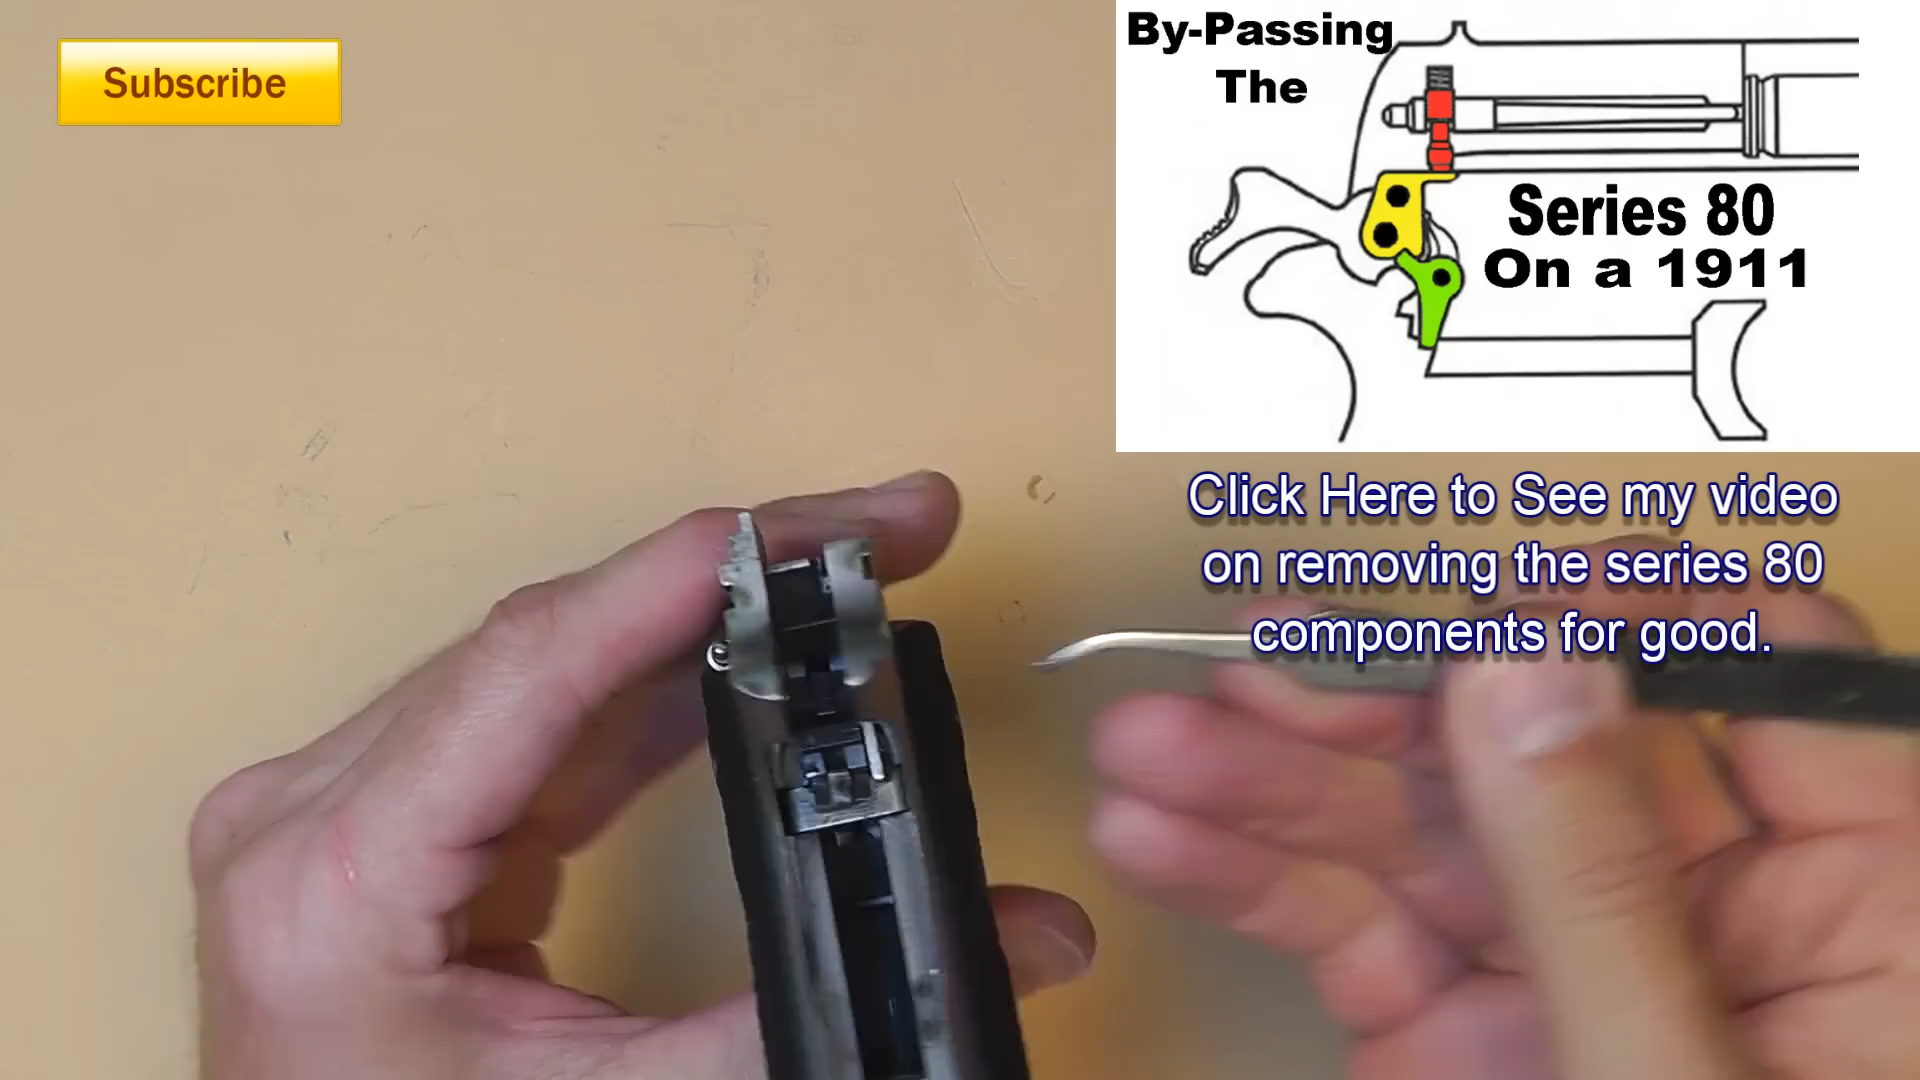 Subscribe
By-Passing
The
Series 80
On a 1911
Click Here to See my video
on removing the series 80
components for good.